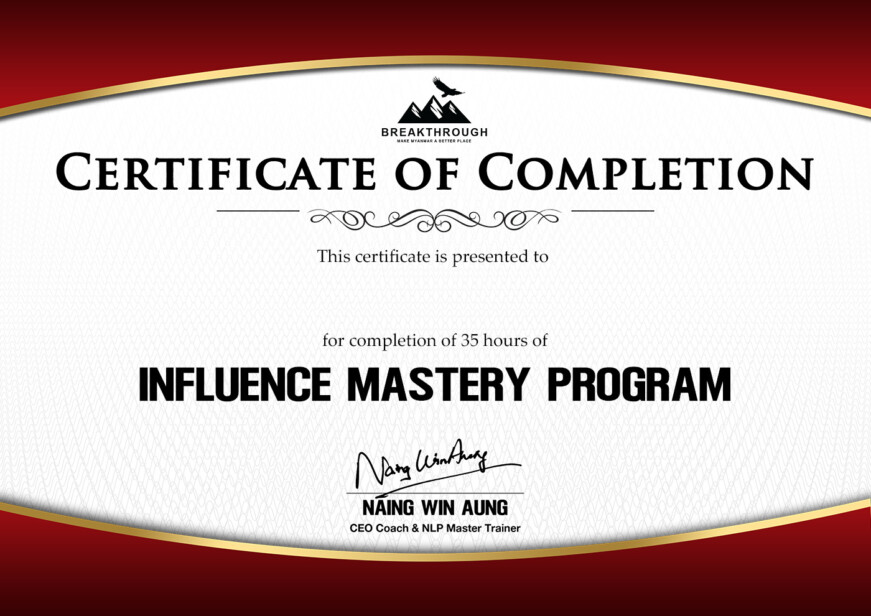 BREAKTHROUGH
MAKE MYANMAR A BETTER PLACE
CERTIFICATE OF COMPLETION
This certificate is presented to
for completion of 35 hours of
INFLUENCE MASTERY PROGRAM
Naing Win Aung
NAING WIN AUNG
CEO Coach & NLP Master Trainer